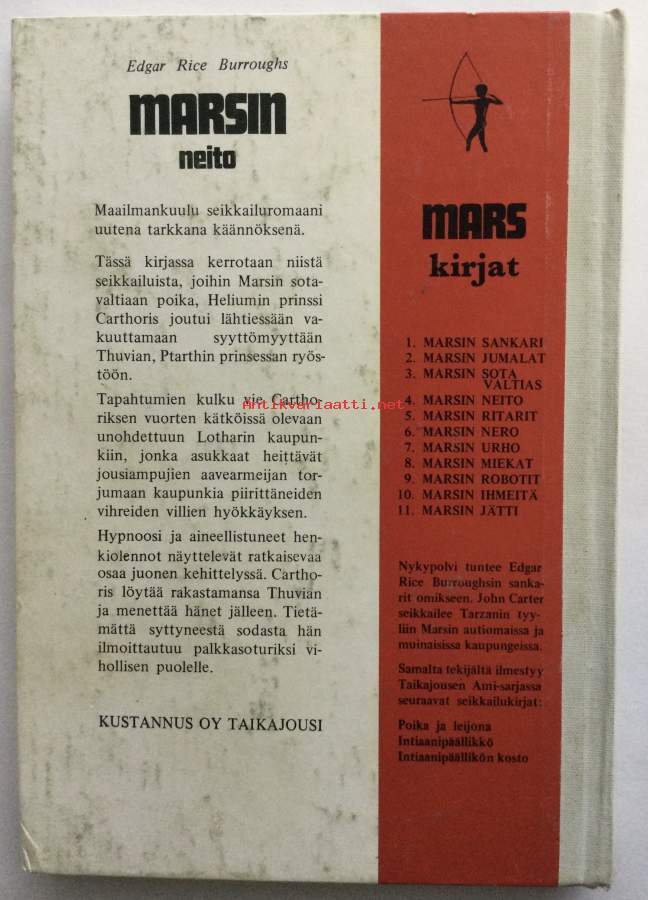 Edgar Rice Burroughs
MARSIN
neito
Maailmankuulu seikkailuromaani
uutena tarkkana käännöksenä.
Tässä kirjassa kerrotaan niistä
seikkailuista, joihin Marsin sota-
valtiaan poika, Heliumin prinssi
Carthoris joutui lähtiessään va-
kuuttamaan syyttömyyttään
Thuvian, Ptarthin prinsessan ryös-
töön.
Tapahtumien kulku vie Cartho-
riksen vuorten kätköissä olevaan
unohdettuun Lotharin kaupun-
kiin, jonka asukkaat heittävät
jousiampujien aavearmeijan tor-
jumaan kaupunkia piirittäneiden
vihreiden villien hyökkäyksen.
Hypnoosi ja aineellistuneet hen-
kiolennot näyttelevät ratkaisevaa
osaa juonen kehittelyssä. Cartho-
ris löytää rakastamansa Thuvian
ja menettää hänet jälleen. Tietä-
mättä syttyneestä sodasta hän
ilmoittautuu palkkasoturiksi vi-
hollisen puolelle.
KUSTANNUS OY TAIKAJOUSI
MARS
kirjat
1. MARSIN SANKARI
2. MARSIN JUMALAT
3. MARSIN SOTA
VALTIAS
4. MARSIN NEITO
5. MARSIN RITARIT
6. MARSIN NERO
7. MARSIN URHO
8. MARSIN MIEKAT
9. MARSIN ROBOTIT
10. MARSIN IHMEITÄ
11. MARSIN JÄTTI
Nykypolvi tuntee Edgar
Rice Burroughsin sanka-
rit omikseen. John Carter
seikkailee Tarzanin tyy-
liin Marsin autiomaissa ja
muinaisissa kaupungeissa.
Samalta tekijältä ilmestyy
Taikajousen Ami-sarjassa
seuraavat seikkailukirjat:
Poika ja leijona
Intiaanipäällikkö
Intiaanipäällikön kosto
Antikvariaatti.net